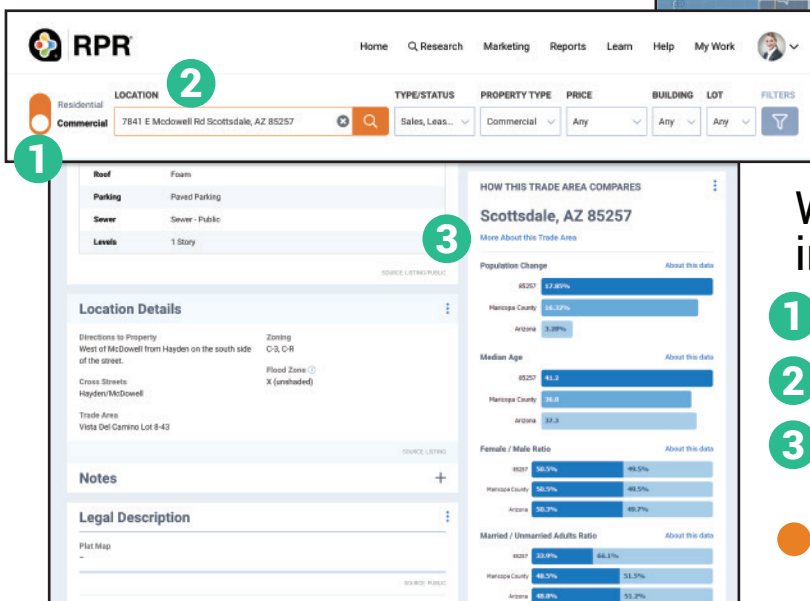 RPR
Home Research Marketing Reports Learn Help My Work
2
LOCATION TYPE/STATUS PROPERTY TYPE PRICE BUILDING LOT FILTERS
Residential
Commercial 7841 E Mcdowell Rd Scottsdale, AZ 85257 Sales, Leas... Commercial Any Any Any
1
Roof Foam
Parking Paved Parking
Sewer Sewer - Public
Levels 1 Story
SOURCE: LISTING/PUBLIC
Location Details
Directions to Property
West of McDowell from Hayden on the south side
of the street.
Cross Streets
Hayden/McDowell
Trade Area
Vista Del Camino Lot 8-43
Zoning
C-3, C-R
Flood Zone
X (unshaded)
SOURCE: LISTING
Notes +
Legal Description
Plat Map
–
SOURCE: PUBLIC
3
HOW THIS TRADE AREA COMPARES
Scottsdale, AZ 85257
More About this Trade Area
Population Change About this data
85257 17.85%
Maricopa County 16.32%
Arizona 3.29%
Median Age About this data
85257 41.2
Maricopa County 36.0
Arizona 37.3
Female / Male Ratio About this data
85257 50.5% 49.5%
Maricopa County 50.5% 49.5%
Arizona 50.3% 49.7%
Married / Unmarried Adults Ratio About this data
85257 33.9% 66.1%
Maricopa County 48.5% 51.5%
Arizona 48.8% 51.2%
1
2
3